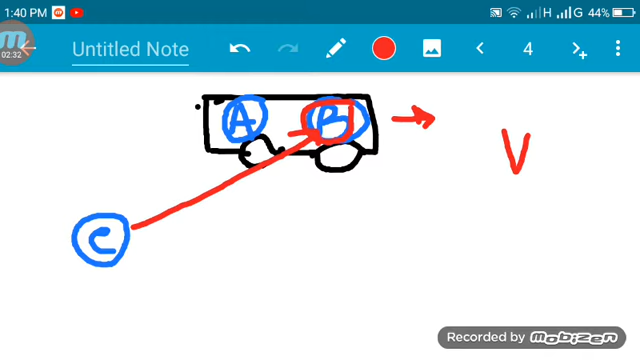 1:40 PM
H
G
44%
M
02:32
Untitled Note
4
A
B
V
C
Recorded by mobizen